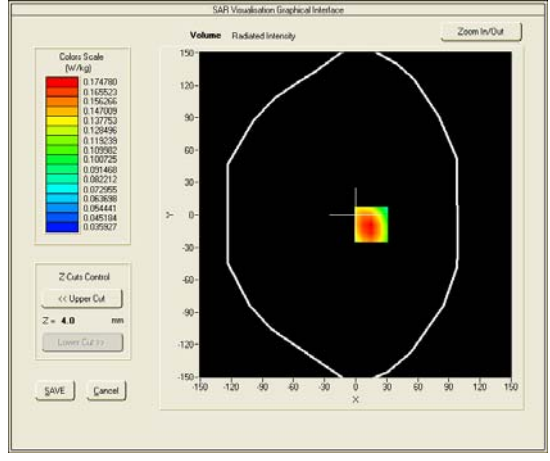 SAR Visualisation Graphical Interface
Volume Radiated Intensity
Zoom In/Out
Colors Scale
(W/kg)
0.174780
0.165523
0.156266
0.147009
0.137753
0.128496
0.119239
0.109982
0.100725
0.091468
0.082212
0.072955
0.063698
0.054441
0.045184
0.035927
Z Cuts Control
<< Upper Cut
Z = 4.0 mm
Lower Cut >>
SAVE Cancel
150
120
90
60
30
0
-30
-60
-90
-120
-150
Y
-150 -120 -90 -60 -30 0 30 60 90 120 150
X